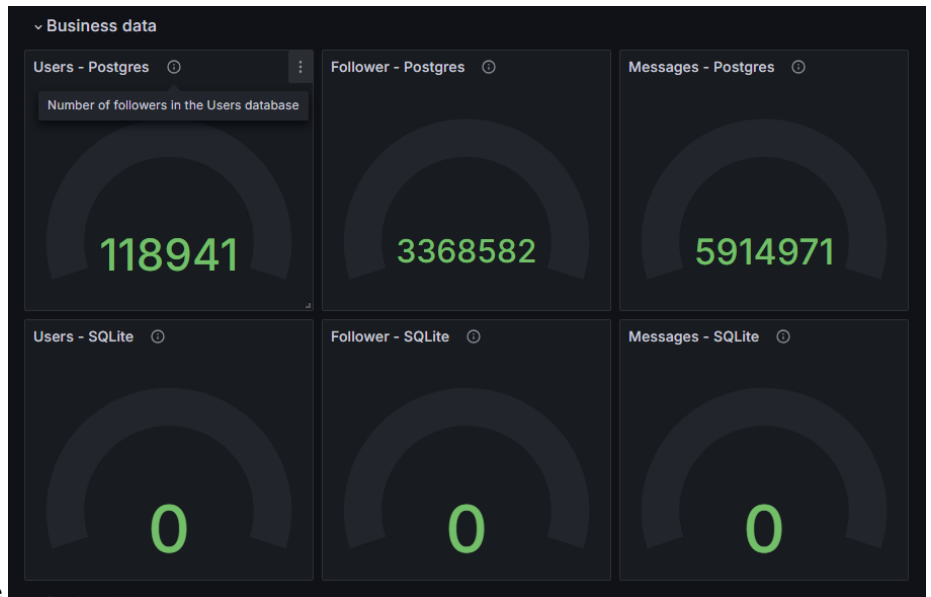 Business data
Users - Postgres
Follower - Postgres
Messages - Postgres
Number of followers in the Users database
118941
3368582
5914971
Users - SQLite
Follower - SQLite
Messages - SQLite
0
0
0